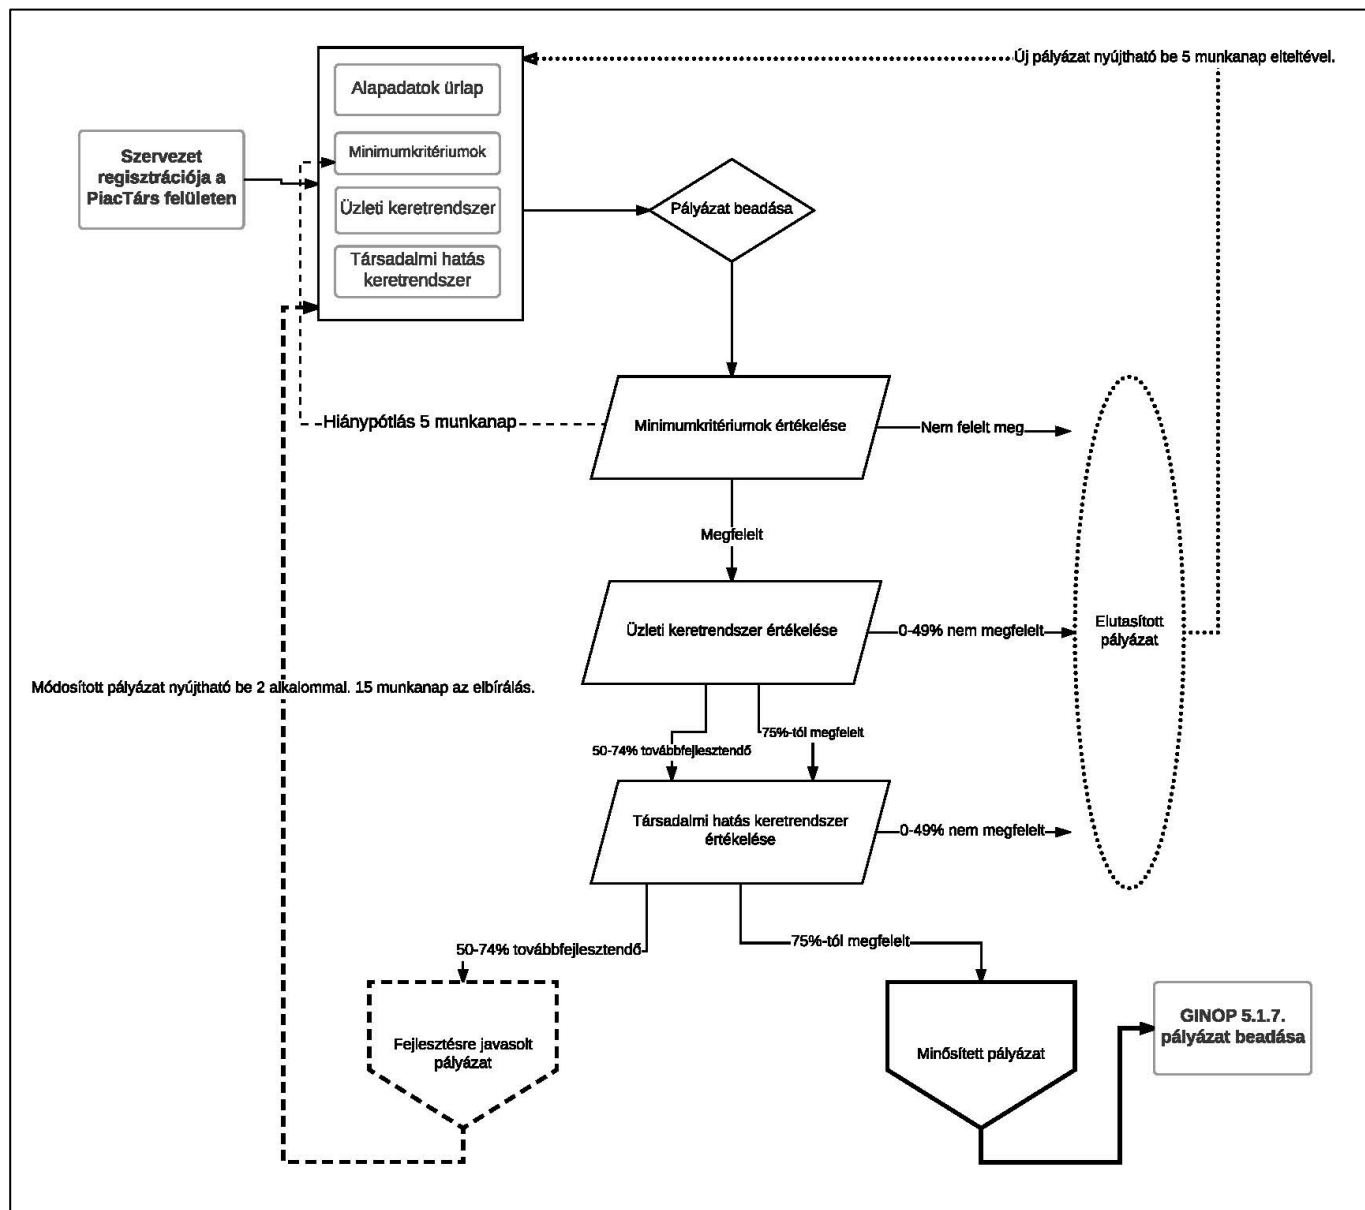 Új pályázat nyújtható be 5 munkanap elteltével.
Alapadatok űrlap
Minimumkritériumok
Üzleti keretrendszer
Társadalmi hatás
keretrendszer
Szervezet
regisztrációja a
PiacTárs felületen
Pályázat beadása
Hiánypótlás 5 munkanap
Minimumkritériumok értékelése
Nem felelt meg
Megfelelt
Üzleti keretrendszer értékelése
0-49% nem megfelelt
Elutasított
pályázat
Módosított pályázat nyújtható be 2 alkalommal. 15 munkanap az elbírálás.
50-74% továbbfejlesztendő
75%-tól megfelelt
Társadalmi hatás keretrendszer
értékelése
0-49% nem megfelelt
50-74% továbbfejlesztendő
75%-tól megfelelt
Fejlesztésre javasolt
pályázat
Minősített pályázat
GINOP 5.1.7.
pályázat beadása